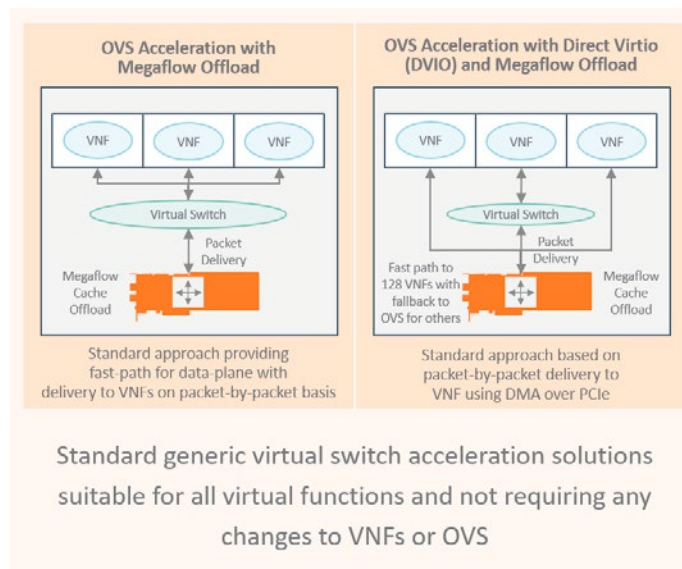 OVS Acceleration with
Megaflow Offload
VNF
VNF
VNF
Virtual Switch
Packet
Delivery
Megaflow
Cache
Offload
Standard approach providing
fast-path for data-plane with
delivery to VNFs on packet-by-packet basis
OVS Acceleration with Direct Virtio
(DVIO) and Megaflow Offload
VNF
VNF
VNF
Virtual Switch
Packet
Delivery
Fast path to
128 VNFs with
fallback to
OVS for others
Megaflow
Cache
Offload
Standard approach based on
packet-by-packet delivery to
VNF using DMA over PCIe
Standard generic virtual switch acceleration solutions
suitable for all virtual functions and not requiring any
changes to VNFs or OVS